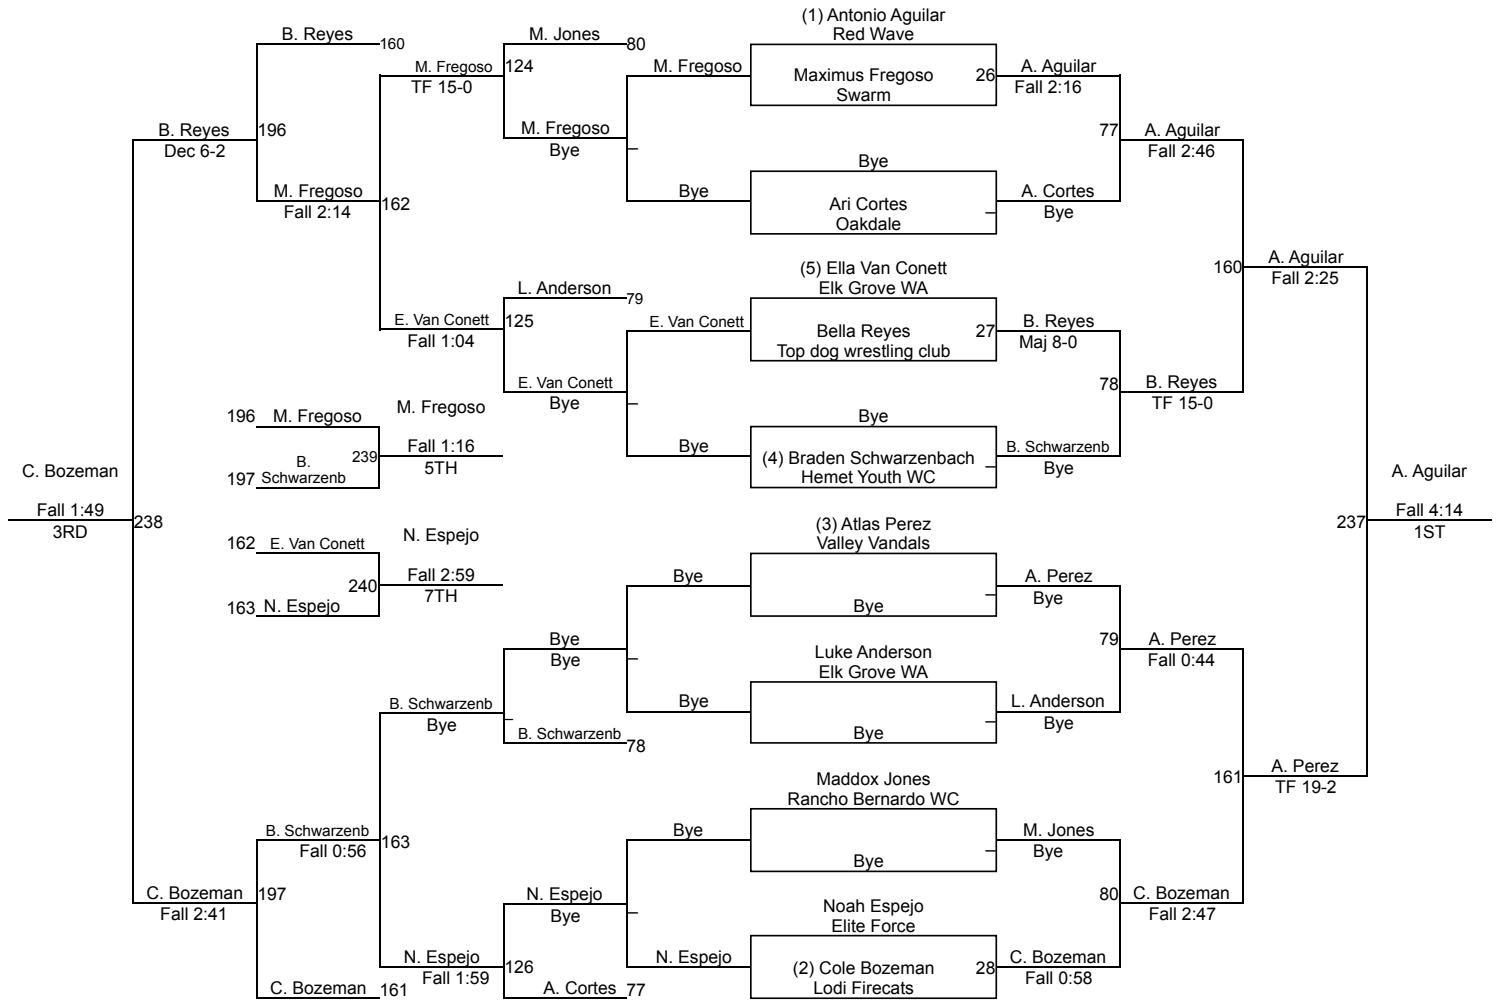 (1) Antonio Aguilar
Red Wave
B. Reyes
160
M. Jones
80
M. Fregoso
TF 15-0
124
M. Fregoso
Maximus Fregoso
Swarm
26
A. Aguilar
Fall 2:16
B. Reyes
Dec 6-2
196
M. Fregoso
Bye
77
A. Aguilar
Fall 2:46
Bye
M. Fregoso
Fall 2:14
162
Bye
Ari Cortes
Oakdale
A. Cortes
Bye
(5) Ella Van Conett
Elk Grove WA
160
A. Aguilar
Fall 2:25
L. Anderson
79
E. Van Conett
Fall 1:04
125
E. Van Conett
Bella Reyes
Top dog wrestling club
27
B. Reyes
Maj 8-0
E. Van Conett
Bye
78
B. Reyes
TF 15-0
196
M. Fregoso
M. Fregoso
Bye
Fall 1:16
5TH
239
197
B.
Schwarzenb
Bye
(4) Braden Schwarzenbach
Hemet Youth WC
B. Schwarzenb
Bye
C. Bozeman
Fall 1:49
3RD
238
A. Aguilar
Fall 4:14
1ST
237
(3) Atlas Perez
Valley Vandals
162
E. Van Conett
N. Espejo
Fall 2:59
7TH
240
163
N. Espejo
Bye
Bye
A. Perez
Bye
Bye
Bye
79
A. Perez
Fall 0:44
Luke Anderson
Elk Grove WA
Bye
Bye
L. Anderson
Bye
B. Schwarzenb
Bye
B. Schwarzenb
78
Maddox Jones
Rancho Bernardo WC
161
A. Perez
TF 19-2
B. Schwarzenb
Fall 0:56
163
Bye
Bye
M. Jones
Bye
C. Bozeman
Fall 2:41
197
N. Espejo
Bye
80
C. Bozeman
Fall 2:47
Noah Espejo
Elite Force
N. Espejo
Fall 1:59
126
N. Espejo
(2) Cole Bozeman
Lodi Firecats
28
C. Bozeman
Fall 0:58
C. Bozeman
161
A. Cortes
77